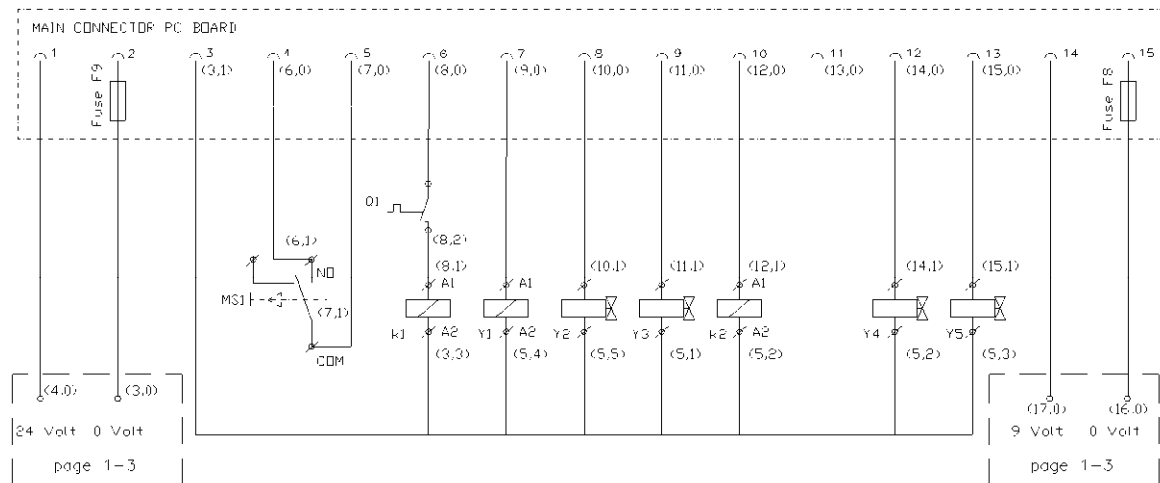 MAIN CONNECTOR PC BOARD
1 2 3 4 5 6 7 8 9 10 11 12 13 14 15
(3,1) (6,0) (7,0) (8,0) (9,0) (10,0) (11,0) (12,0) (13,0) (14,0) (15,0)
Fuse F9
Fuse F8
Q1
(8,2)
(6,1)
(8,1) (10,1) (11,1) (12,1) (14,1) (15,1)
NO
A1 A1 A1
MS1
(7,1)
k1 A2 Y1 A2 Y2 Y3 k2 A2 Y4 Y5
COM
(3,3) (5,4) (5,5) (5,1) (5,2) (5,2) (5,3)
(4,0) (3,0)
(17,0) (16,0)
24 Volt 0 Volt
9 Volt 0 Volt
page 1-3
page 1-3